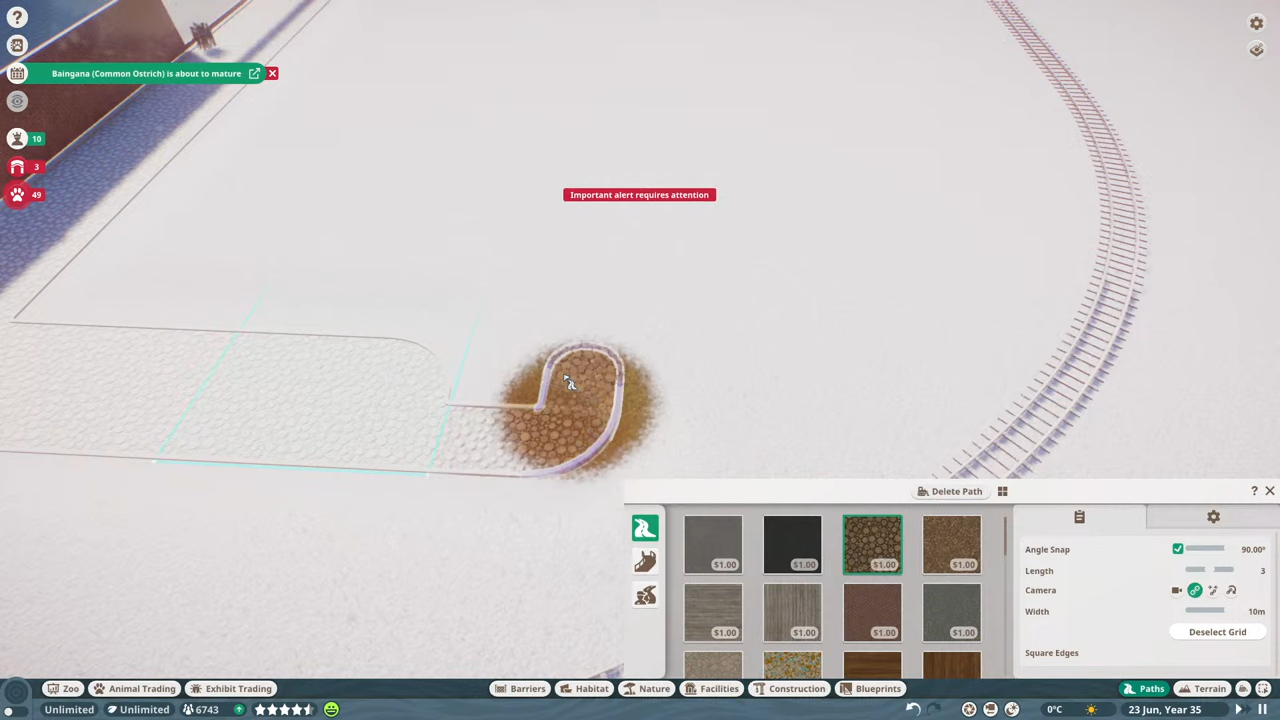 ?
Baingana (Common Ostrich) is about to mature
10
3
49
Important alert requires attention
Delete Path
?
$1.00 $1.00 $1.00 $1.00
$1.00 $1.00 $1.00 $1.00
Angle Snap 90.00°
Length 3
Camera
Width 10m
Deselect Grid
Square Edges
Zoo Animal Trading Exhibit Trading Barriers Habitat Nature Facilities Construction Blueprints Paths Terrain
Unlimited Unlimited 6743 0°C 23 Jun, Year 35